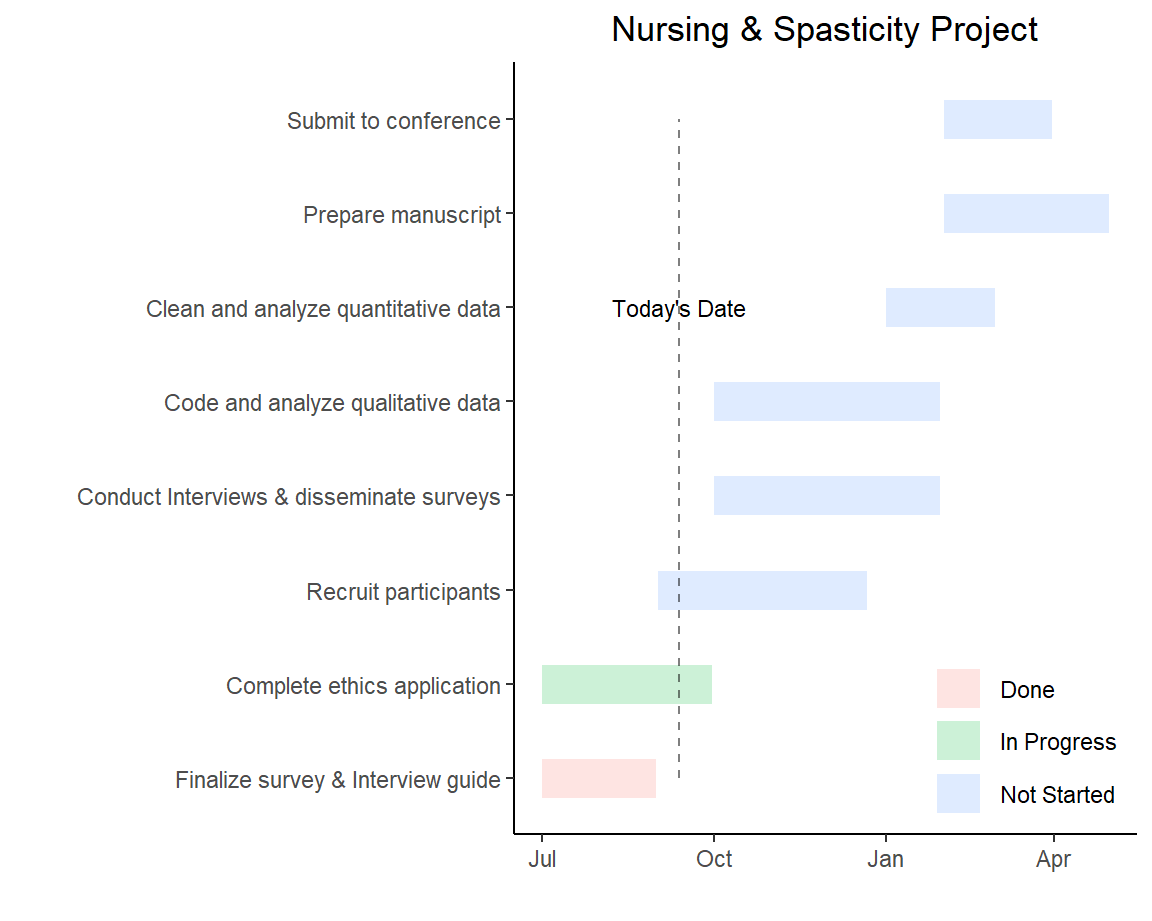 Nursing & Spasticity Project
Submit to conference
Prepare manuscript
Clean and analyze quantitative data
Today's Date
Code and analyze qualitative data
Conduct Interviews & disseminate surveys
Recruit participants
Complete ethics application
Finalize survey & Interview guide
Done
In Progress
Not Started
Jul Oct Jan Apr